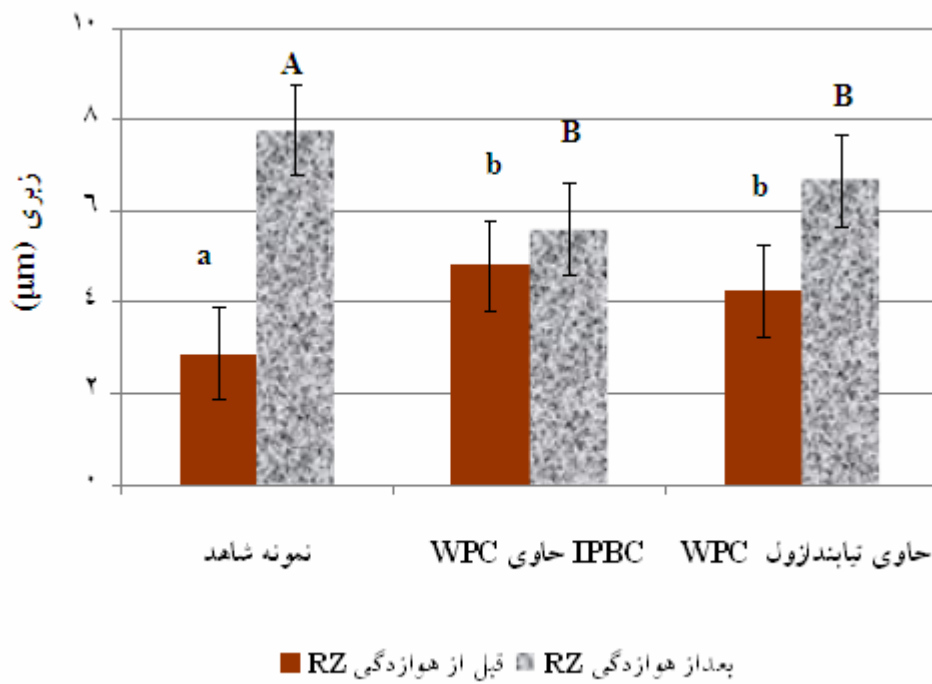 ۱۰
۸
۶
۴
۲
۰
زبری (µm)
a
A
b
B
b
B
نمونه شاهد
WPC حاوی IPBC
WPC حاوی تیابندازول
قبل از هوازدگی RZ
بعداز هوازدگی RZ